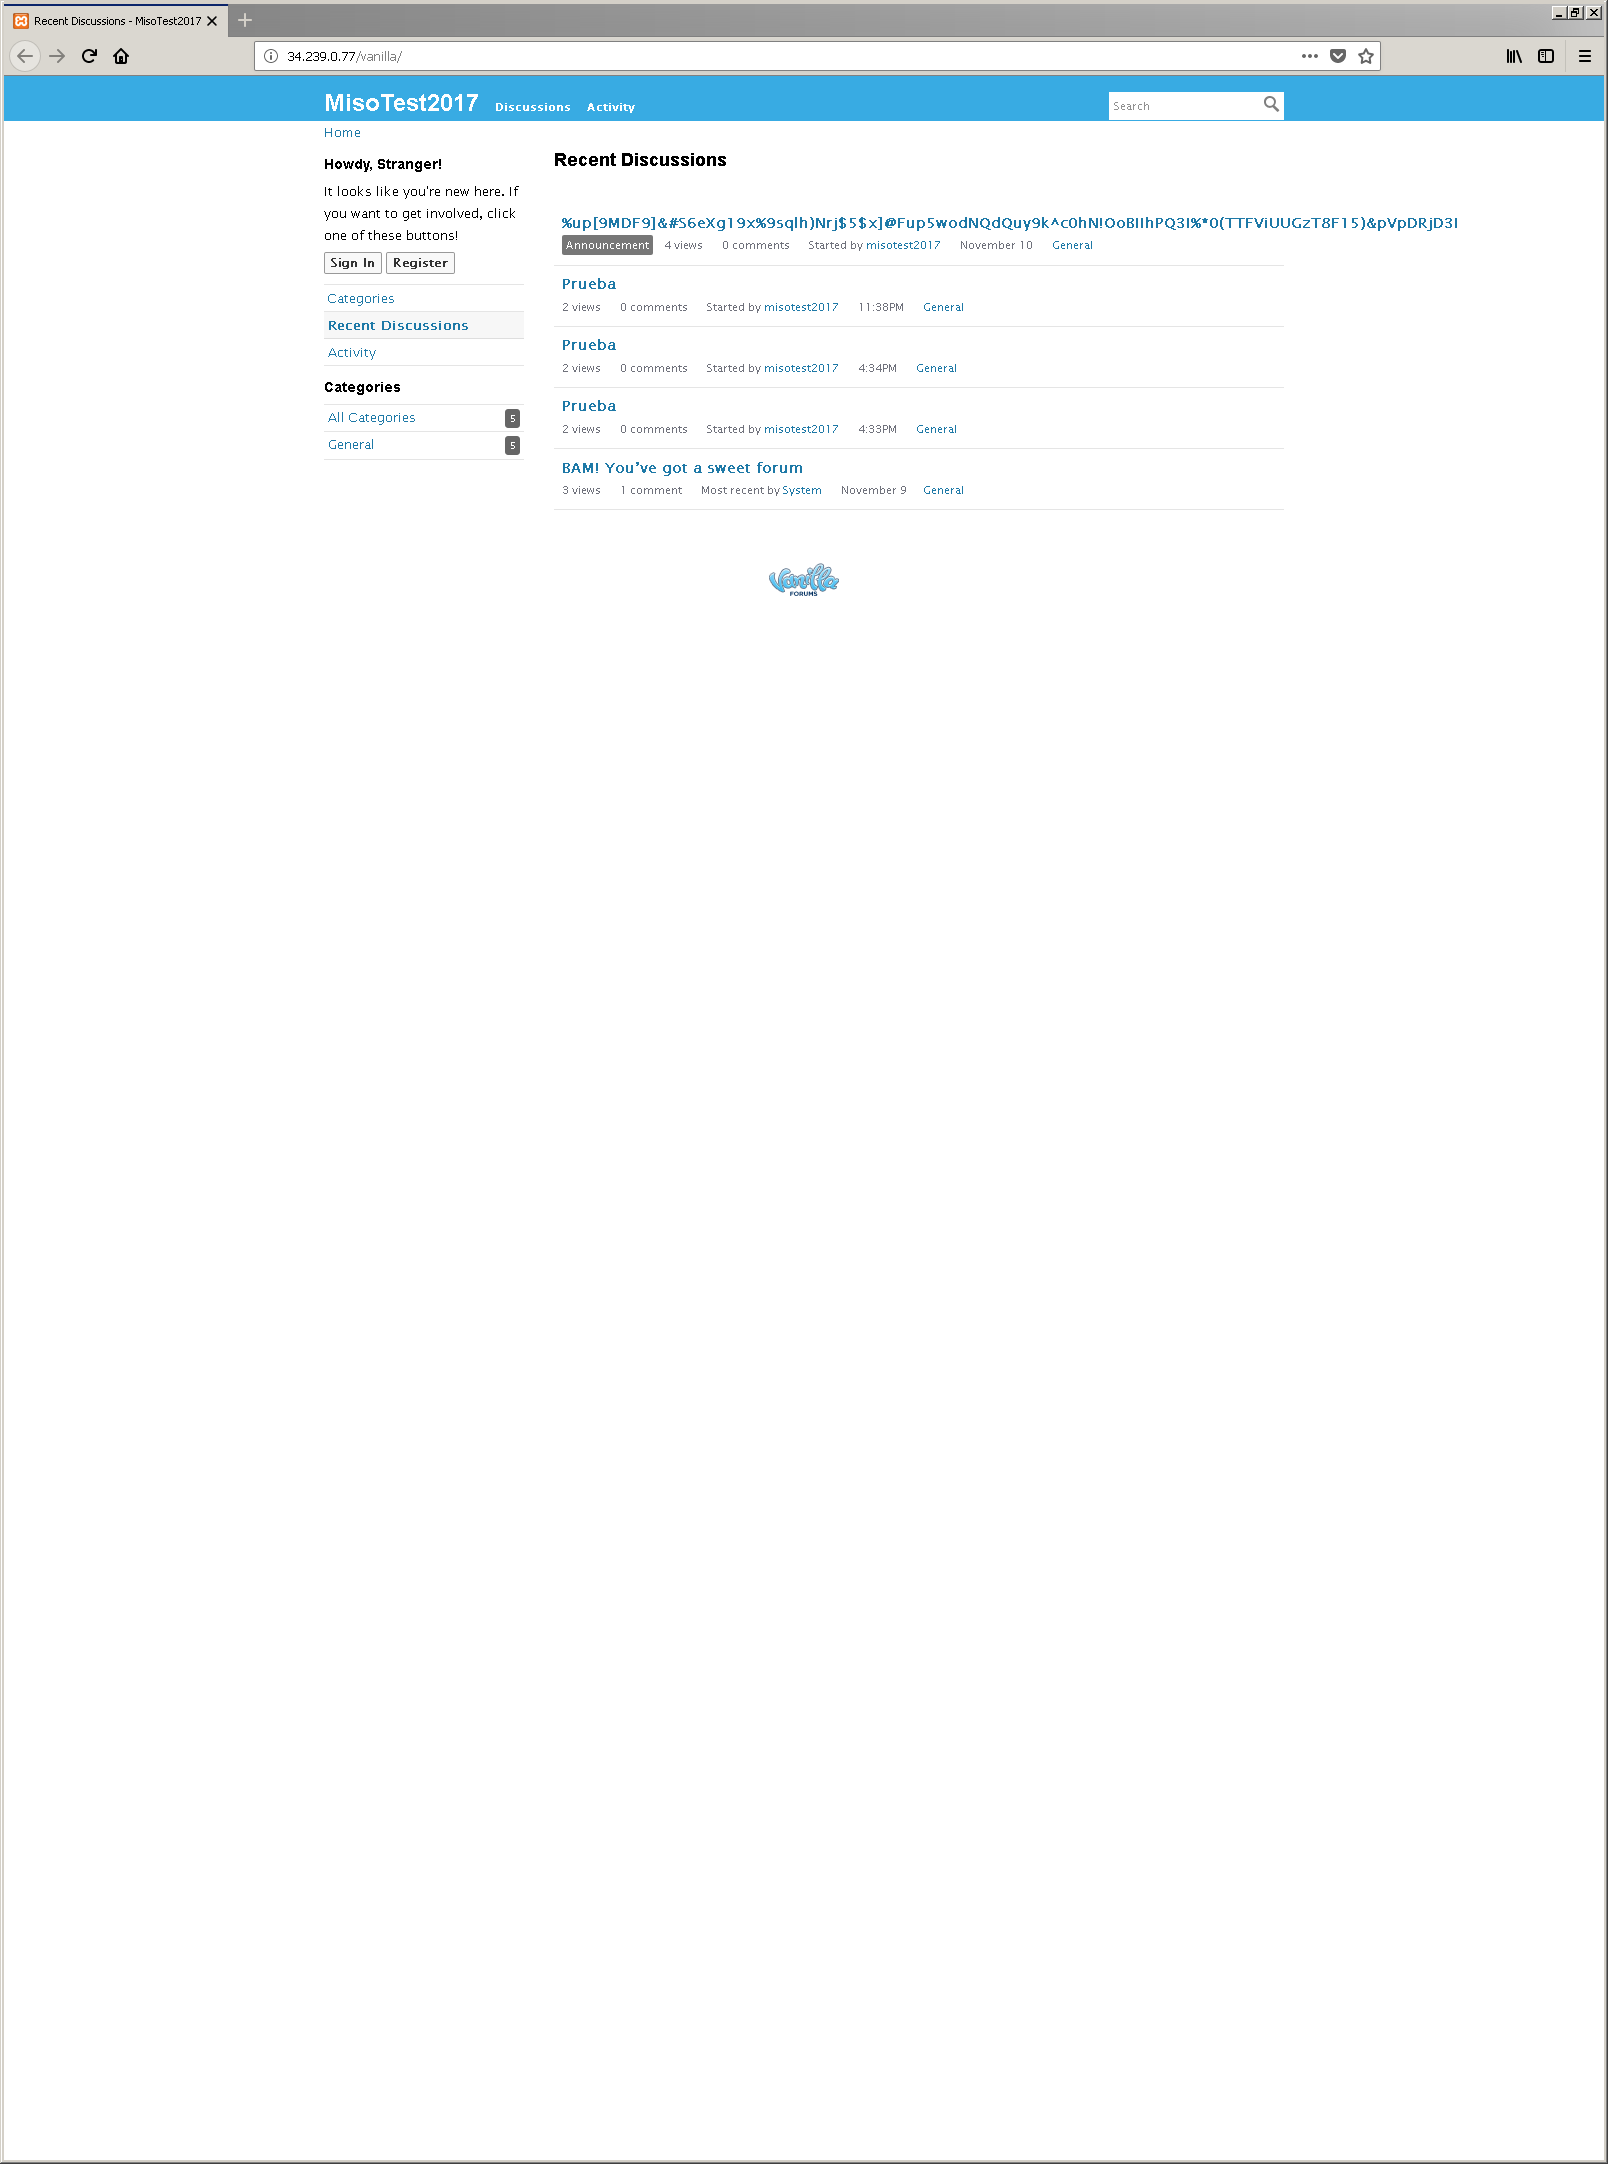 Recent Discussions - MisoTest2017
34.239.0.77/vanilla/
MisoTest2017 Discussions Activity Search
Home
Howdy, Stranger!
It looks like you're new here. If
you want to get involved, click
one of these buttons!
Sign In Register
Categories
Recent Discussions
Activity
Categories
All Categories 5
General 5
Recent Discussions
%up[9MDF9]&#S6eXg19x%9sqlh)Nrj$5$x]@Fup5wodNQdQuy9k^c0hN!OoBIIhPQ3I%*0(TTFViUUGzT8F15)&pVpDRjD3I
Announcement 4 views 0 comments Started by misotest2017 November 10 General
Prueba
2 views 0 comments Started by misotest2017 11:38PM General
Prueba
2 views 0 comments Started by misotest2017 4:34PM General
Prueba
2 views 0 comments Started by misotest2017 4:33PM General
BAM! You’ve got a sweet forum
3 views 1 comment Most recent by System November 9 General
Vanilla
FORUMS